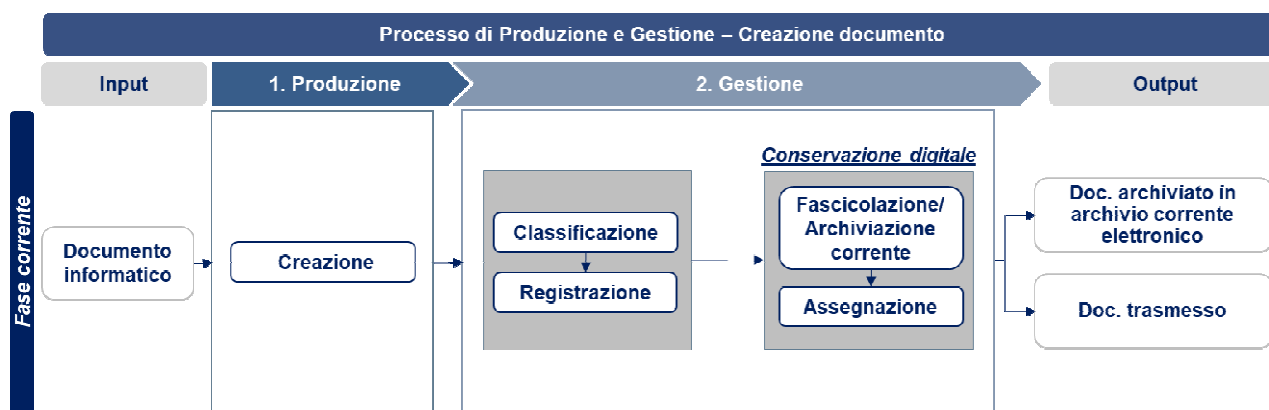 Processo di Produzione e Gestione – Creazione documento
Input
1. Produzione
2. Gestione
Output
Fase corrente
Documento
informatico
Creazione
Classificazione
Registrazione
Conservazione digitale
Fascicolazione/
Archiviazione
corrente
Assegnazione
Doc. archiviato in
archivio corrente
elettronico
Doc. trasmesso